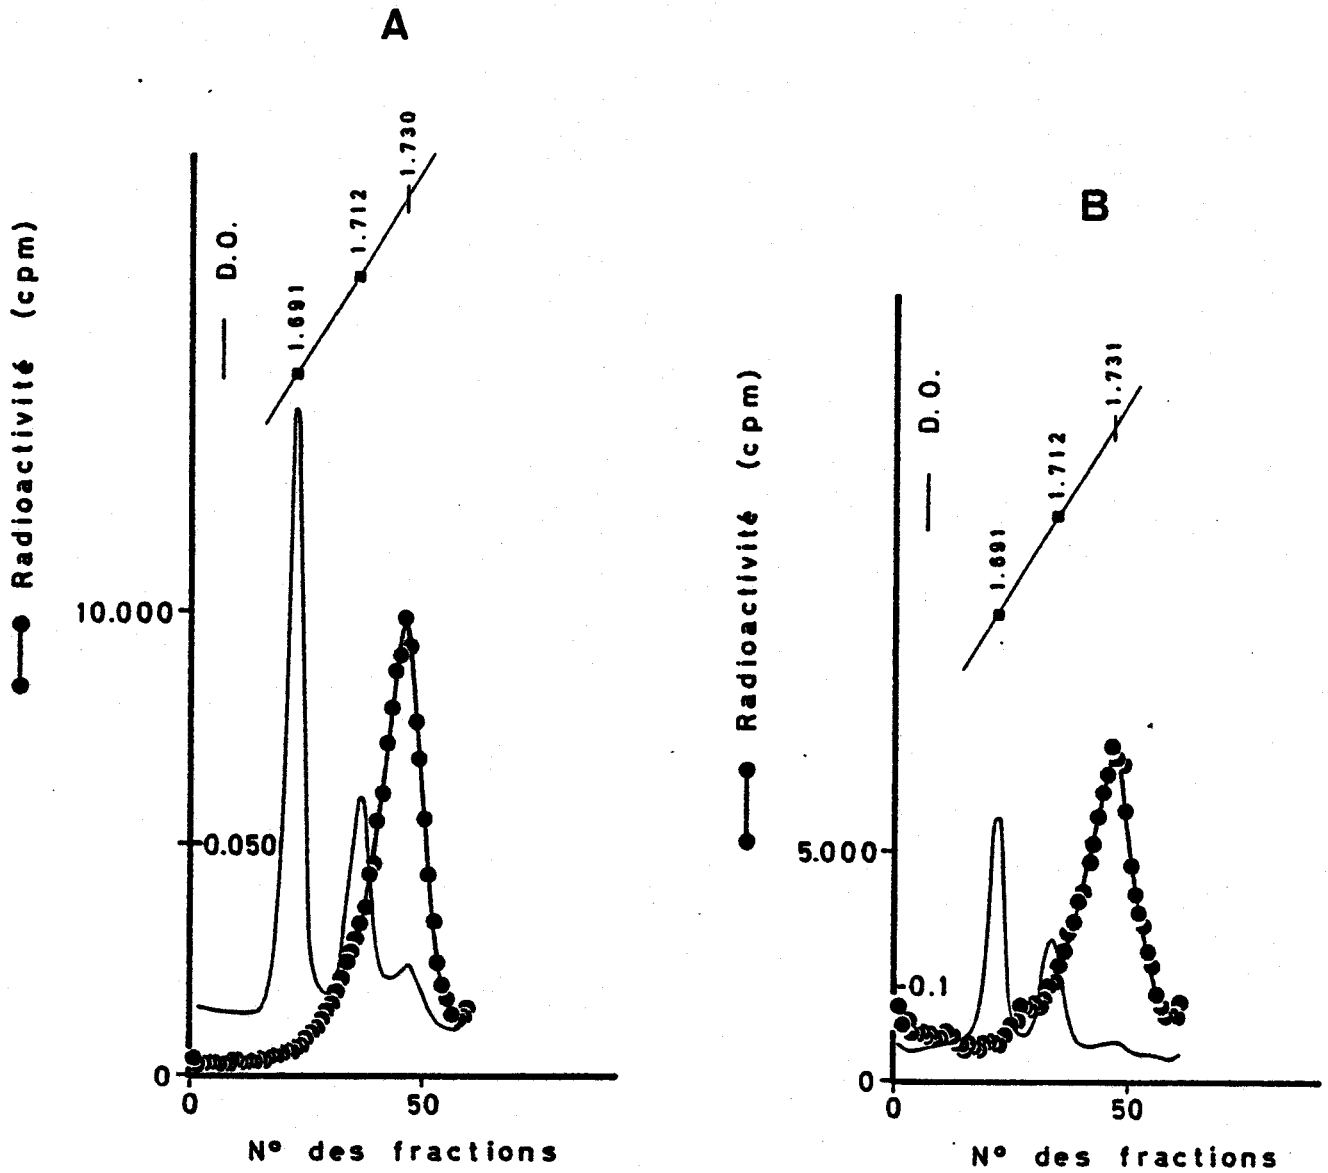 A
1.730
1.712
1.691
D.O.
Radioactivité (cpm)
10.000
0.050
0
0
50
N° des fractions
B
1.731
1.712
1.691
D.O.
Radioactivité (cpm)
5.000
0.1
0
0
50
N° des fractions